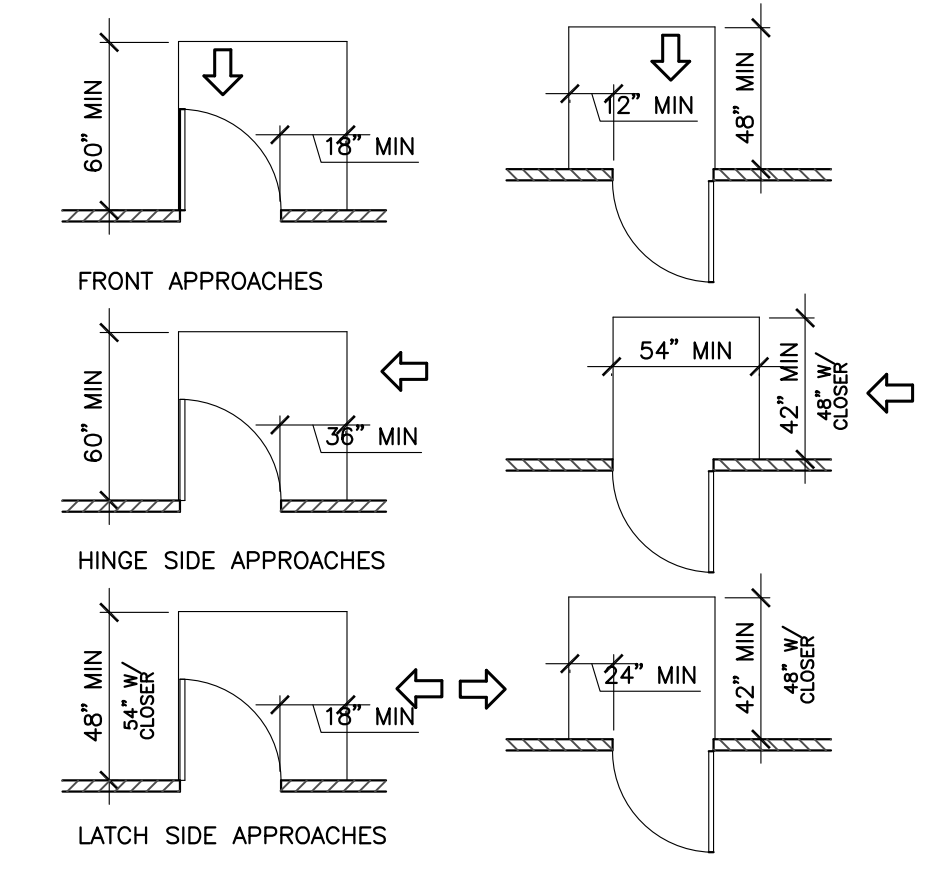 60” MIN
18” MIN
12” MIN
48” MIN
FRONT APPROACHES
60” MIN
36” MIN
54” MIN
42” MIN
48” W/
CLOSER
HINGE SIDE APPROACHES
48” MIN
54” W/
CLOSER
18” MIN
24” MIN
42” MIN
48” W/
CLOSER
LATCH SIDE APPROACHES